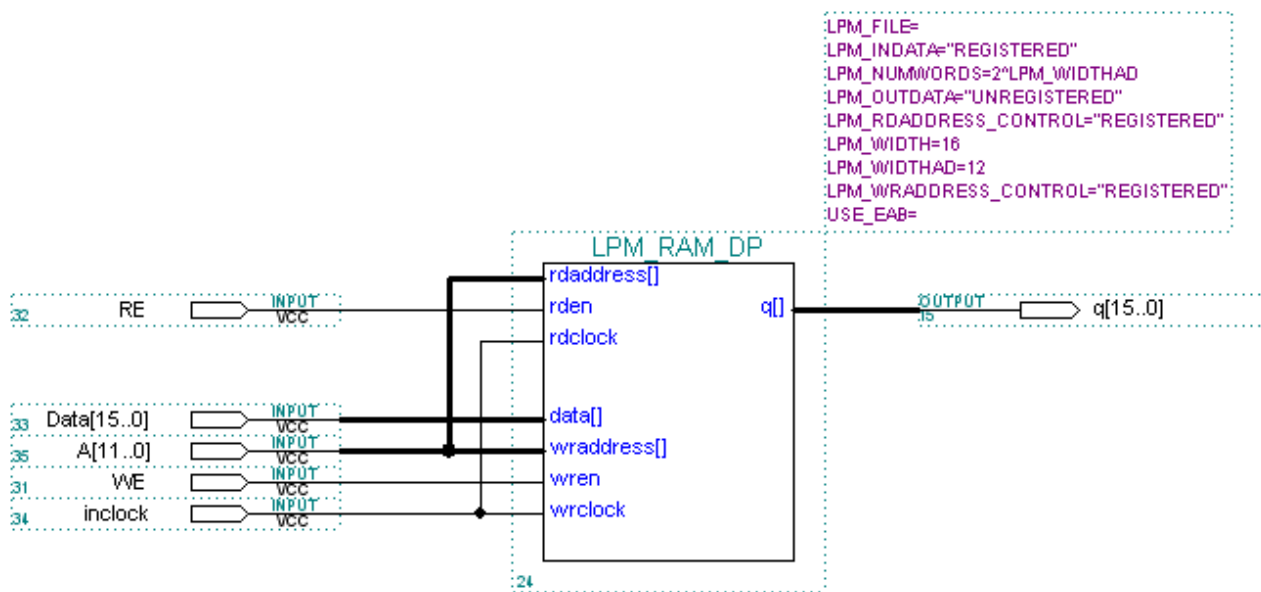 LPM_FILE=
LPM_INDATA="REGISTERED"
LPM_NUMWORDS=2^LPM_WIDTHAD
LPM_OUTDATA="UNREGISTERED"
LPM_RDADDRESS_CONTROL="REGISTERED"
LPM_WIDTH=16
LPM_WIDTHAD=12
LPM_WRADDRESS_CONTROL="REGISTERED"
USE_EAB=
LPM_RAM_DP
rdaddress[]
32 RE INPUT VCC rden q[] OUTPUT 15 q[15..0]
rdclock
33 Data[15..0] INPUT VCC data[]
35 A[11..0] INPUT VCC wraddress[]
31 WE INPUT VCC wren
34 inclock INPUT VCC wrclock
24